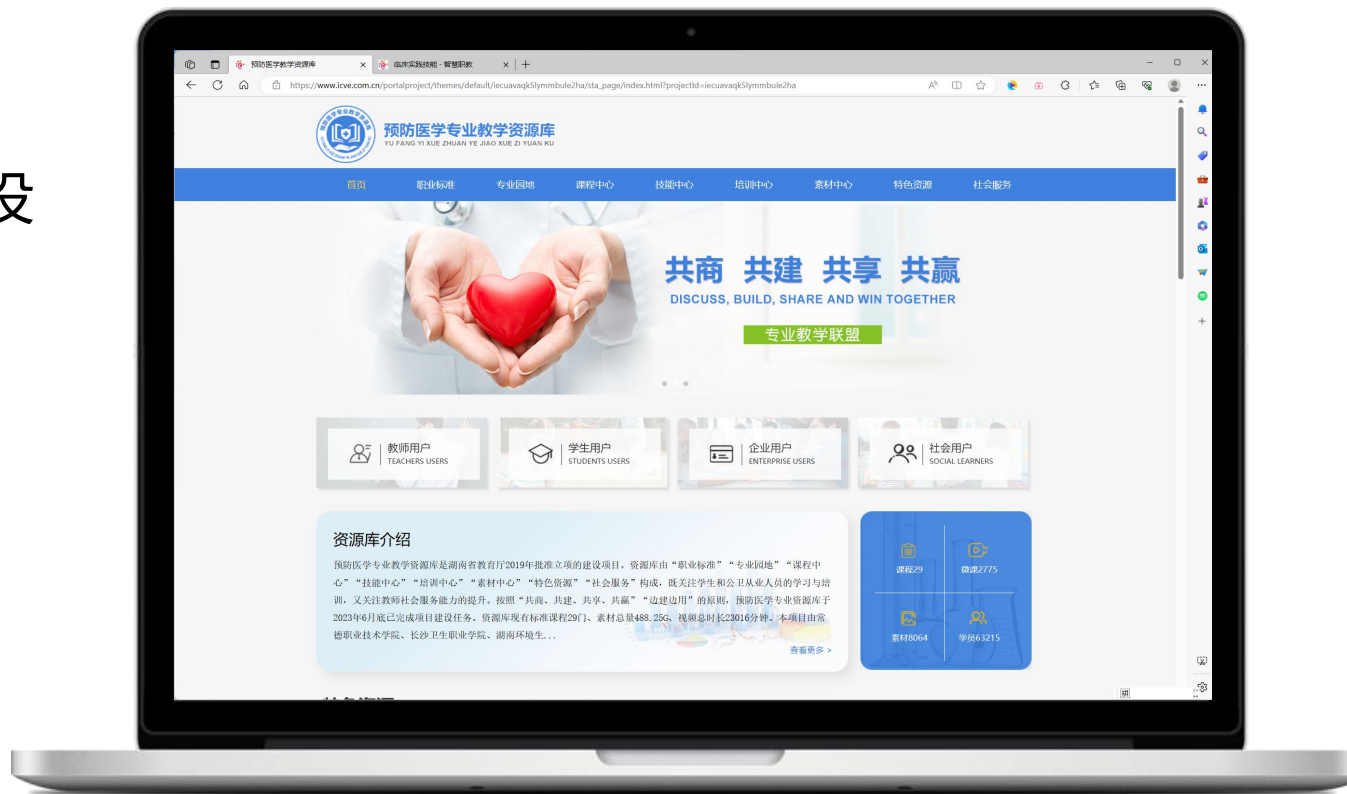 设
预防医学教学资源库
临床实践技能 - 智慧职教
https://www.icve.com.cn/portalproject/themes/default/iecuavaqk5lymmbule2ha/sta_page/index.html?projectId=iecuavaqk5lymmbule2ha
预防医学专业教学资源库
YU FANG YI XUE ZHUAN YE JIAO XUE ZI YUAN KU
首页 职业标准 专业园地 课程中心 技能中心 培训中心 素材中心 特色资源 社会服务
共商 共建 共享 共赢
DISCUSS, BUILD, SHARE AND WIN TOGETHER
专业教学联盟
教师用户
TEACHERS USERS
学生用户
STUDENTS USERS
企业用户
ENTERPRISE USERS
社会用户
SOCIAL LEARNERS
资源库介绍
预防医学专业教学资源库是湖南省教育厅2019年批准立项的建设项目。资源库由“职业标准”“专业园地”“课程中
心”“技能中心”“培训中心”“素材中心”“特色资源”“社会服务”构成，既关注学生和公卫从业人员的学习与培
训，又关注教师社会服务能力的提升。按照“共商、共建、共享、共赢”“边建边用”的原则，预防医学专业资源库于
2023年6月底已完成项目建设任务。资源库现有标准课程29门、素材总量488.25G、视频总时长23016分钟。本项目由常
德职业技术学院、长沙卫生职业学院、湖南环境生...
查看更多 >
课程29
微课2775
素材8064
学员63215
拼